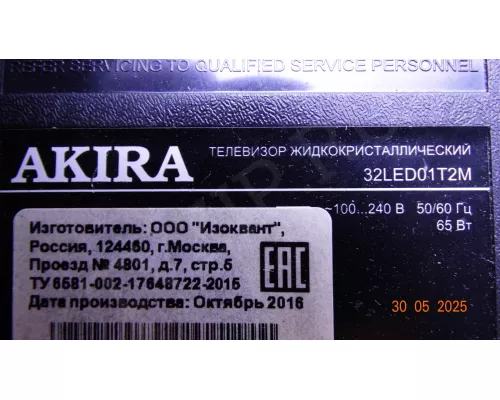 REFER SERVICING TO QUALIFIED SERVICE PERSONNEL
AKIRA
ТЕЛЕВИЗОР ЖИДКОКРИСТАЛЛИЧЕСКИЙ
32LED01T2M
~100...240 В 50/60 Гц
65 Вт
Изготовитель: ООО "Изоквант",
Россия, 124460, г.Москва,
Проезд № 4801, д.7, стр.5
ТУ 6581-002-17648722-2015
Дата производства: Октябрь 2016
EAC
30 05 2025